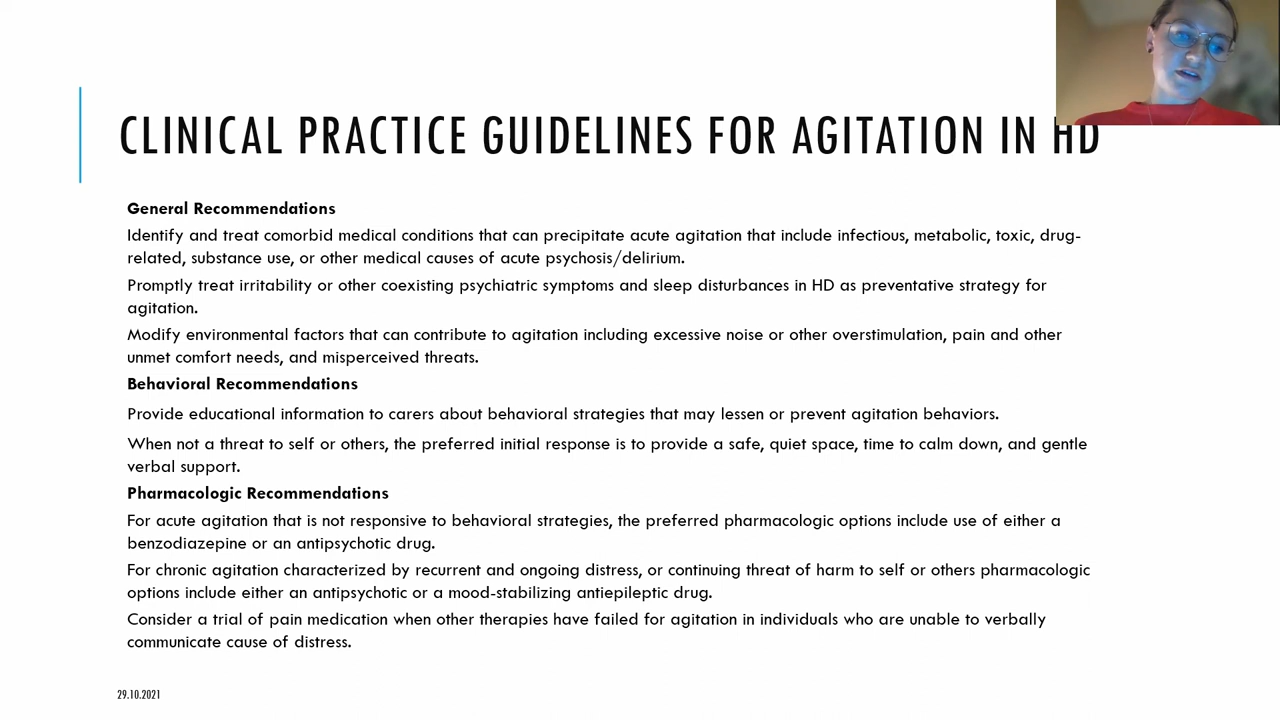 CLINICAL PRACTICE GUIDELINES FOR AGITATION IN HD
General Recommendations
Identify and treat comorbid medical conditions that can precipitate acute agitation that include infectious, metabolic, toxic, drug-
related, substance use, or other medical causes of acute psychosis/delirium.
Promptly treat irritability or other coexisting psychiatric symptoms and sleep disturbances in HD as preventative strategy for
agitation.
Modify environmental factors that can contribute to agitation including excessive noise or other overstimulation, pain and other
unmet comfort needs, and misperceived threats.
Behavioral Recommendations
Provide educational information to carers about behavioral strategies that may lessen or prevent agitation behaviors.
When not a threat to self or others, the preferred initial response is to provide a safe, quiet space, time to calm down, and gentle
verbal support.
Pharmacologic Recommendations
For acute agitation that is not responsive to behavioral strategies, the preferred pharmacologic options include use of either a
benzodiazepine or an antipsychotic drug.
For chronic agitation characterized by recurrent and ongoing distress, or continuing threat of harm to self or others pharmacologic
options include either an antipsychotic or a mood-stabilizing antiepileptic drug.
Consider a trial of pain medication when other therapies have failed for agitation in individuals who are unable to verbally
communicate cause of distress.
29.10.2021